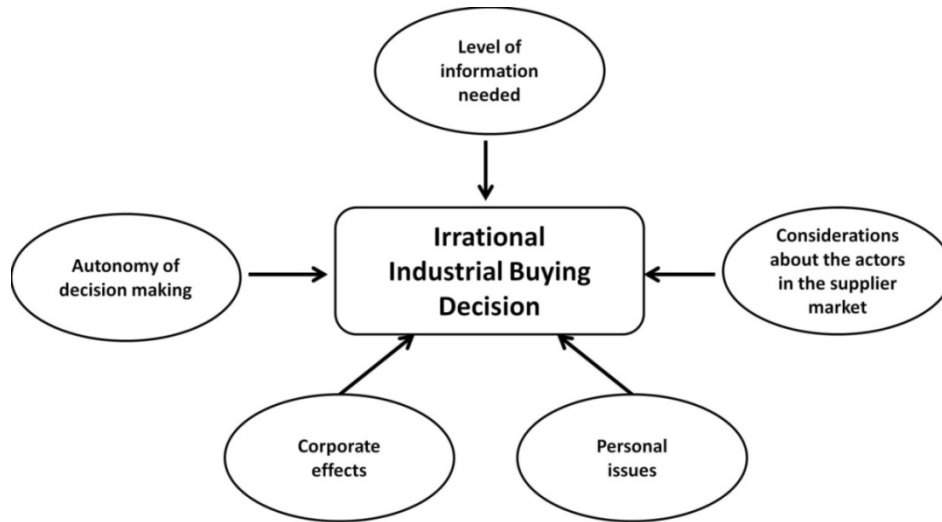 Level of
information
needed
Irrational
Industrial Buying
Decision
Autonomy of
decision making
Considerations
about the actors
in the supplier
market
Corporate
effects
Personal
issues